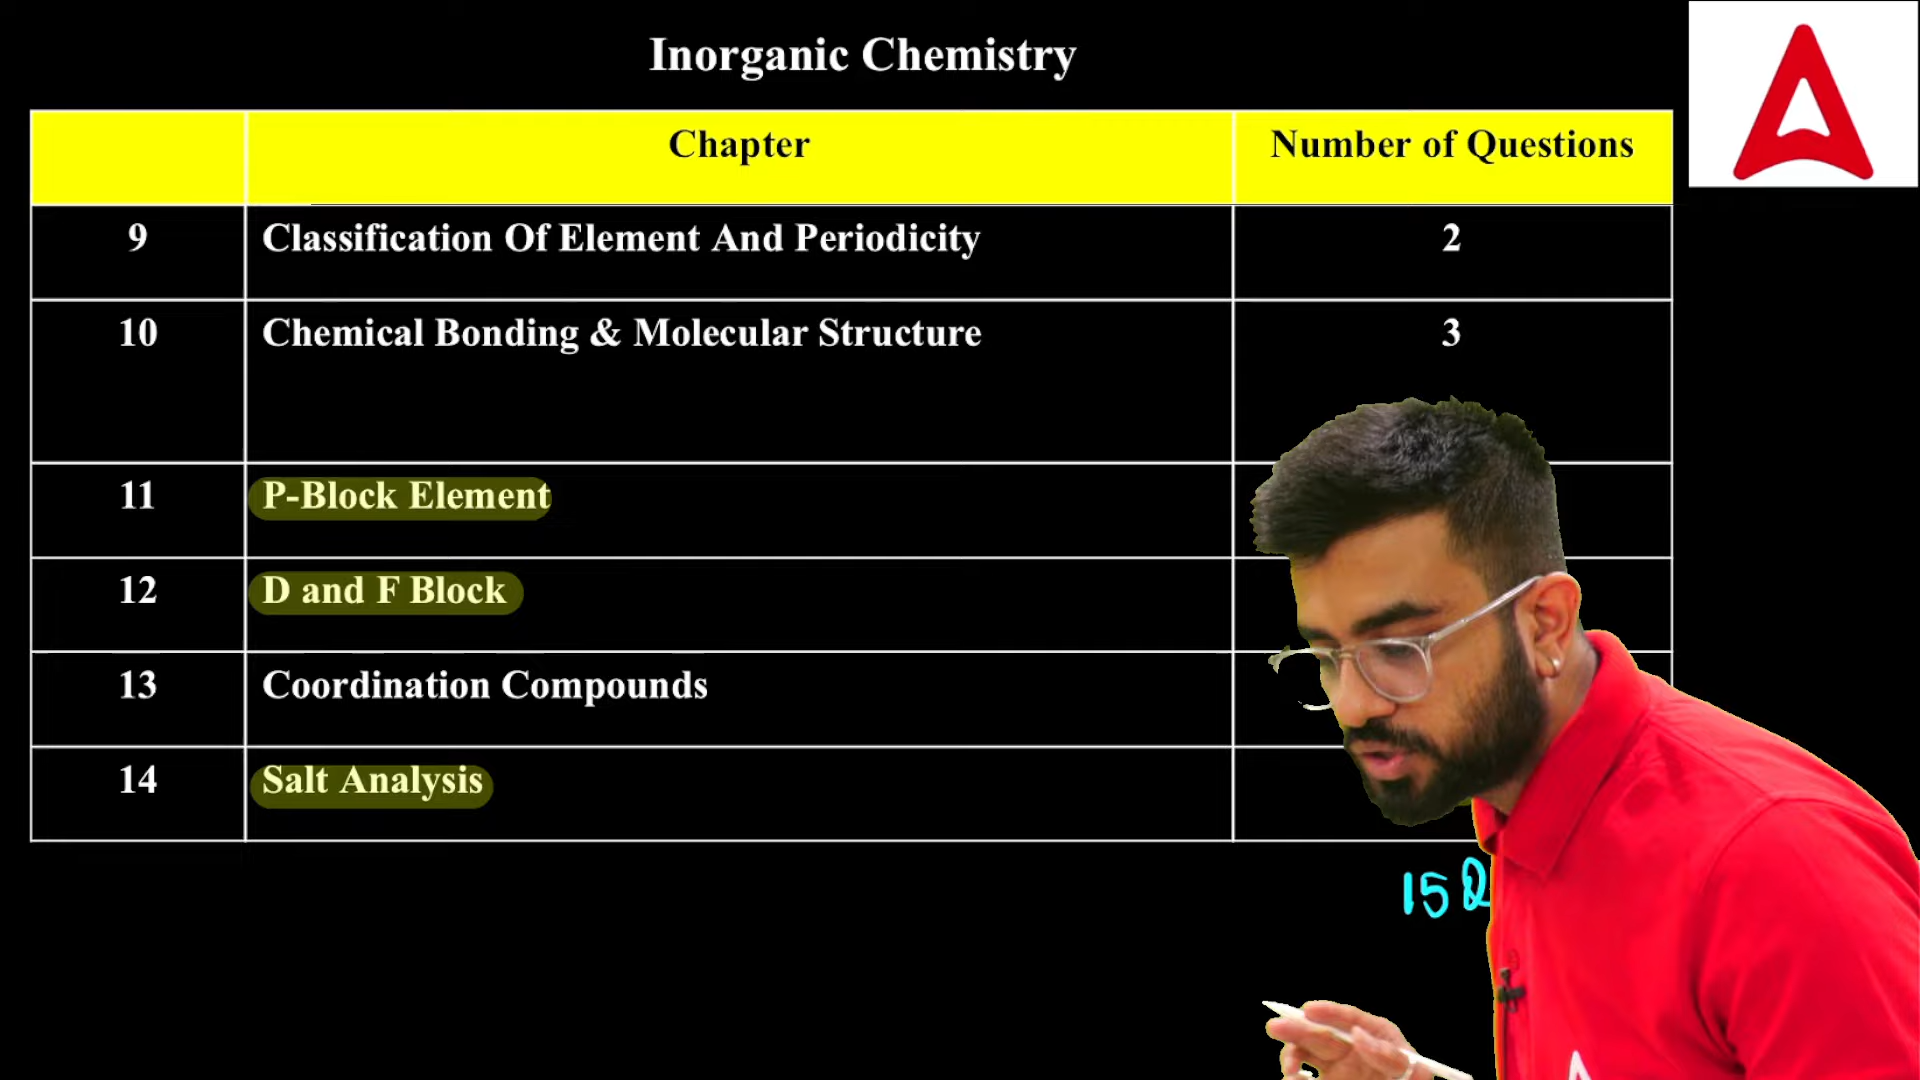 Inorganic Chemistry
Chapter Number of Questions
9 Classification Of Element And Periodicity 2
10 Chemical Bonding & Molecular Structure 3
11 P-Block Element
12 D and F Block
13 Coordination Compounds
14 Salt Analysis
15 Q